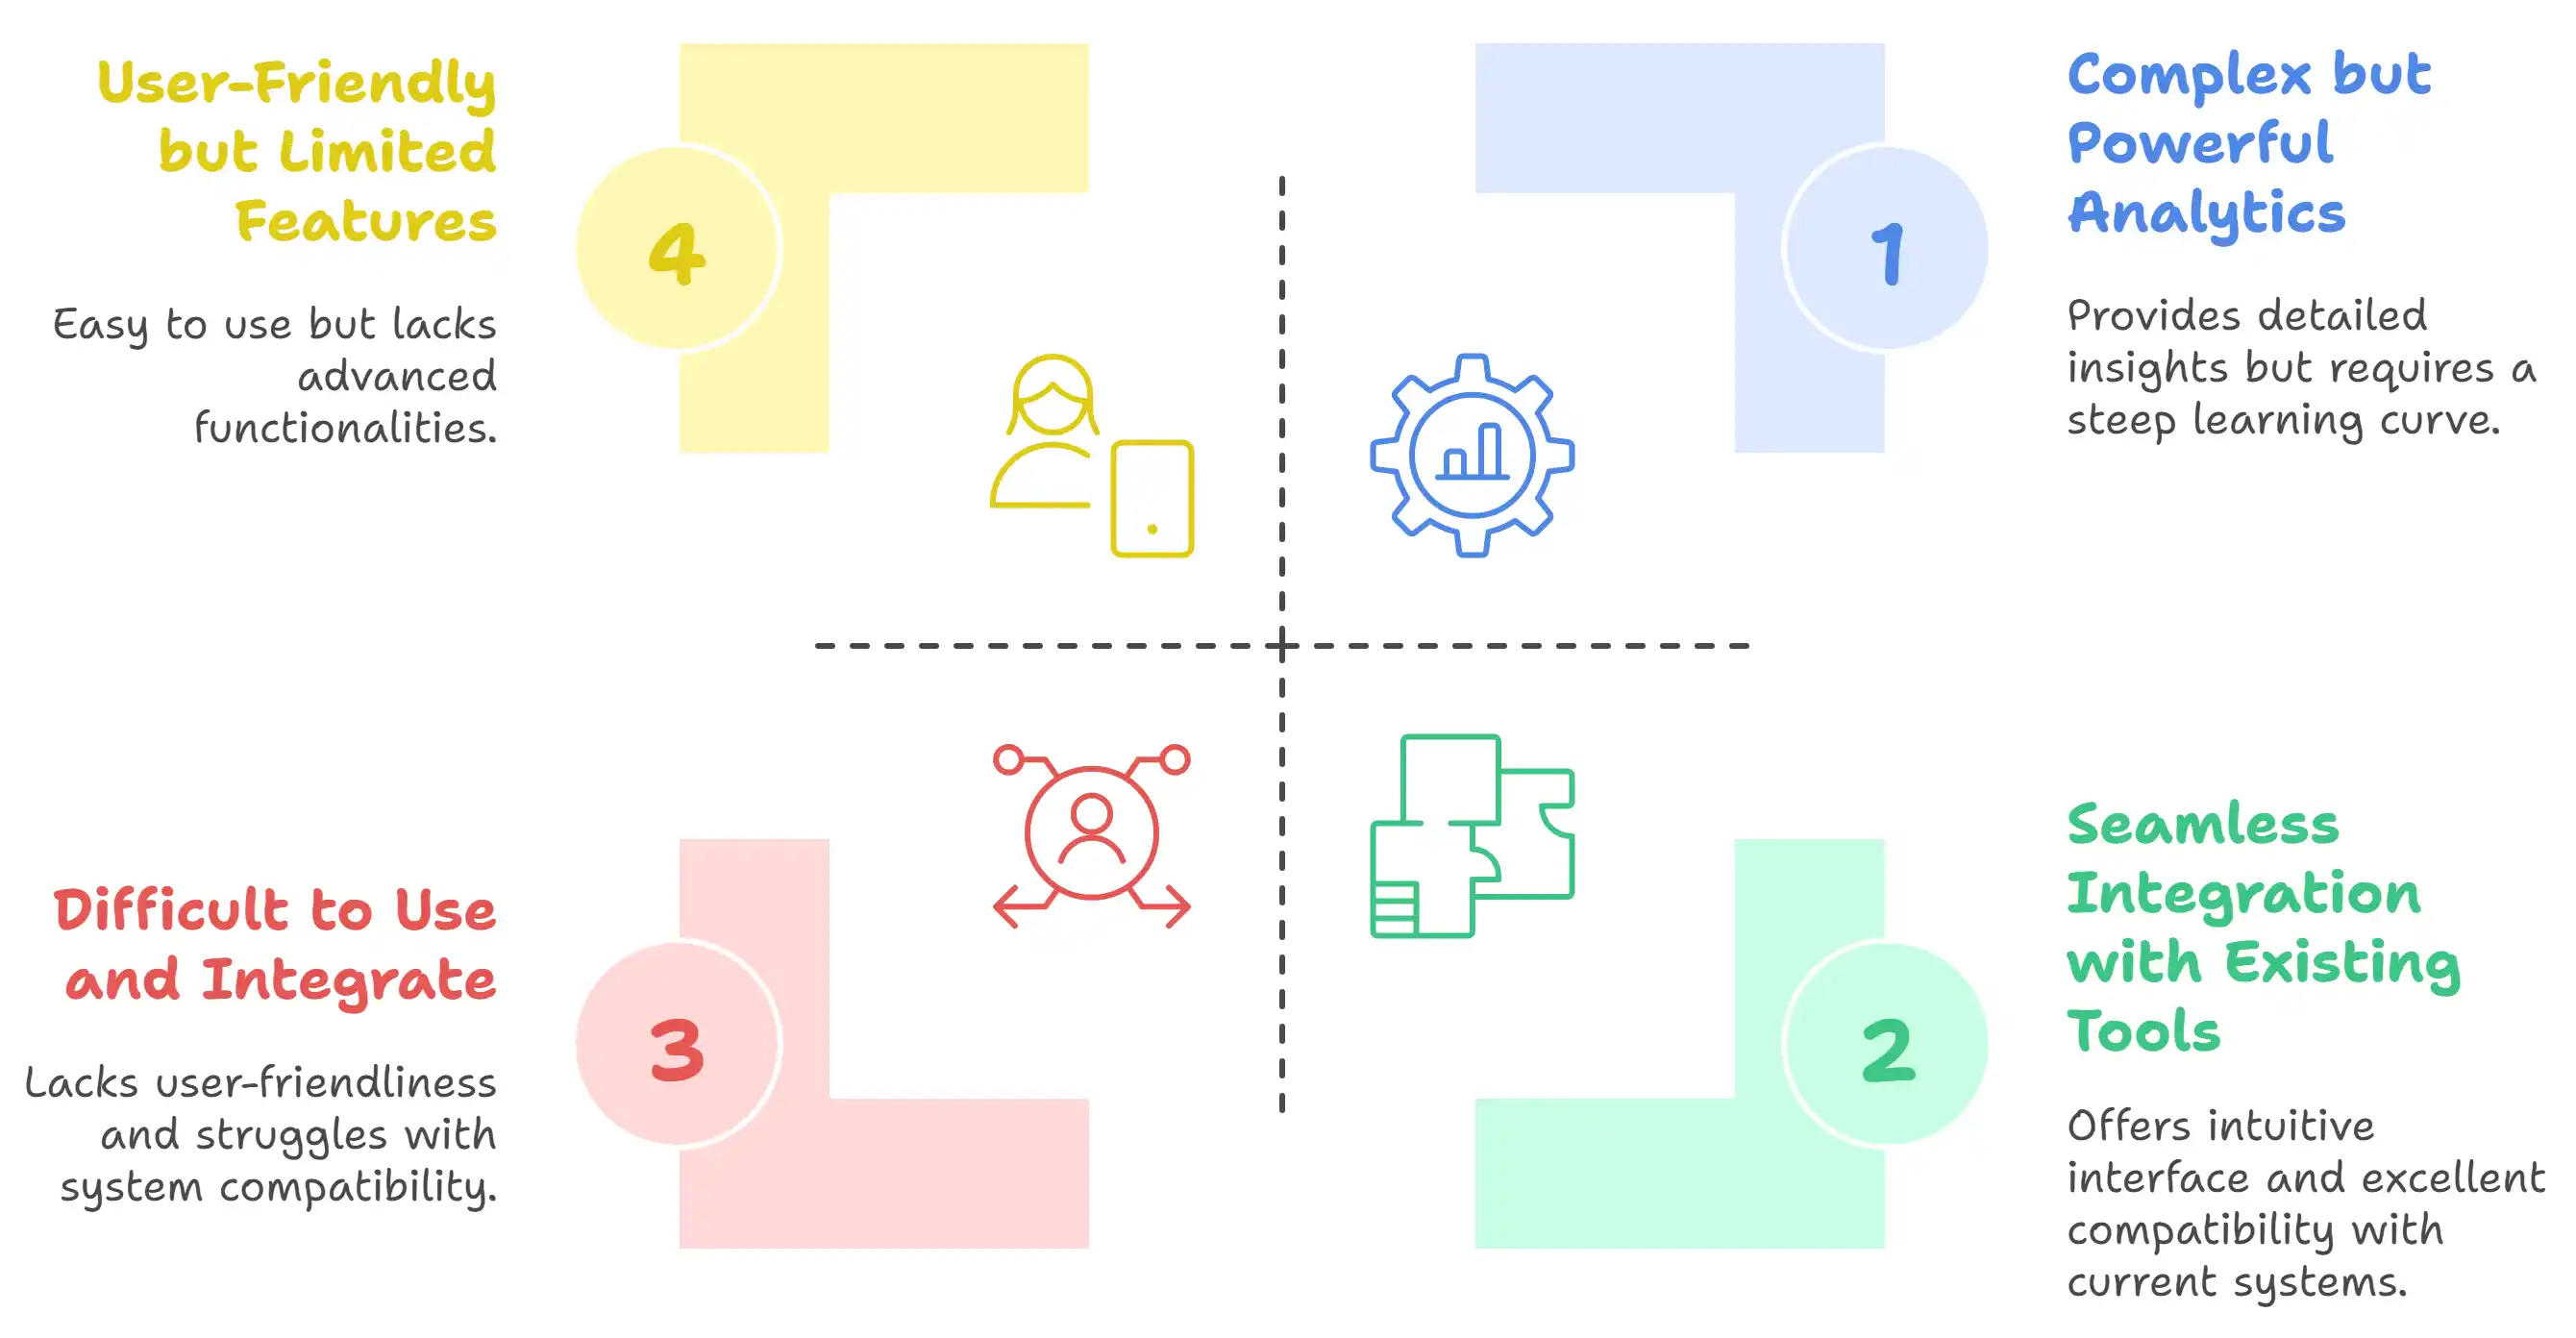 User-Friendly
but Limited
Features
4
Easy to use but lacks
advanced
functionalities.
Complex but
Powerful
Analytics
1
Provides detailed
insights but requires a
steep learning curve.
Difficult to Use
and Integrate
3
Lacks user-friendliness
and struggles with
system compatibility.
Seamless
Integration
with Existing
Tools
2
Offers intuitive
interface and excellent
compatibility with
current systems.